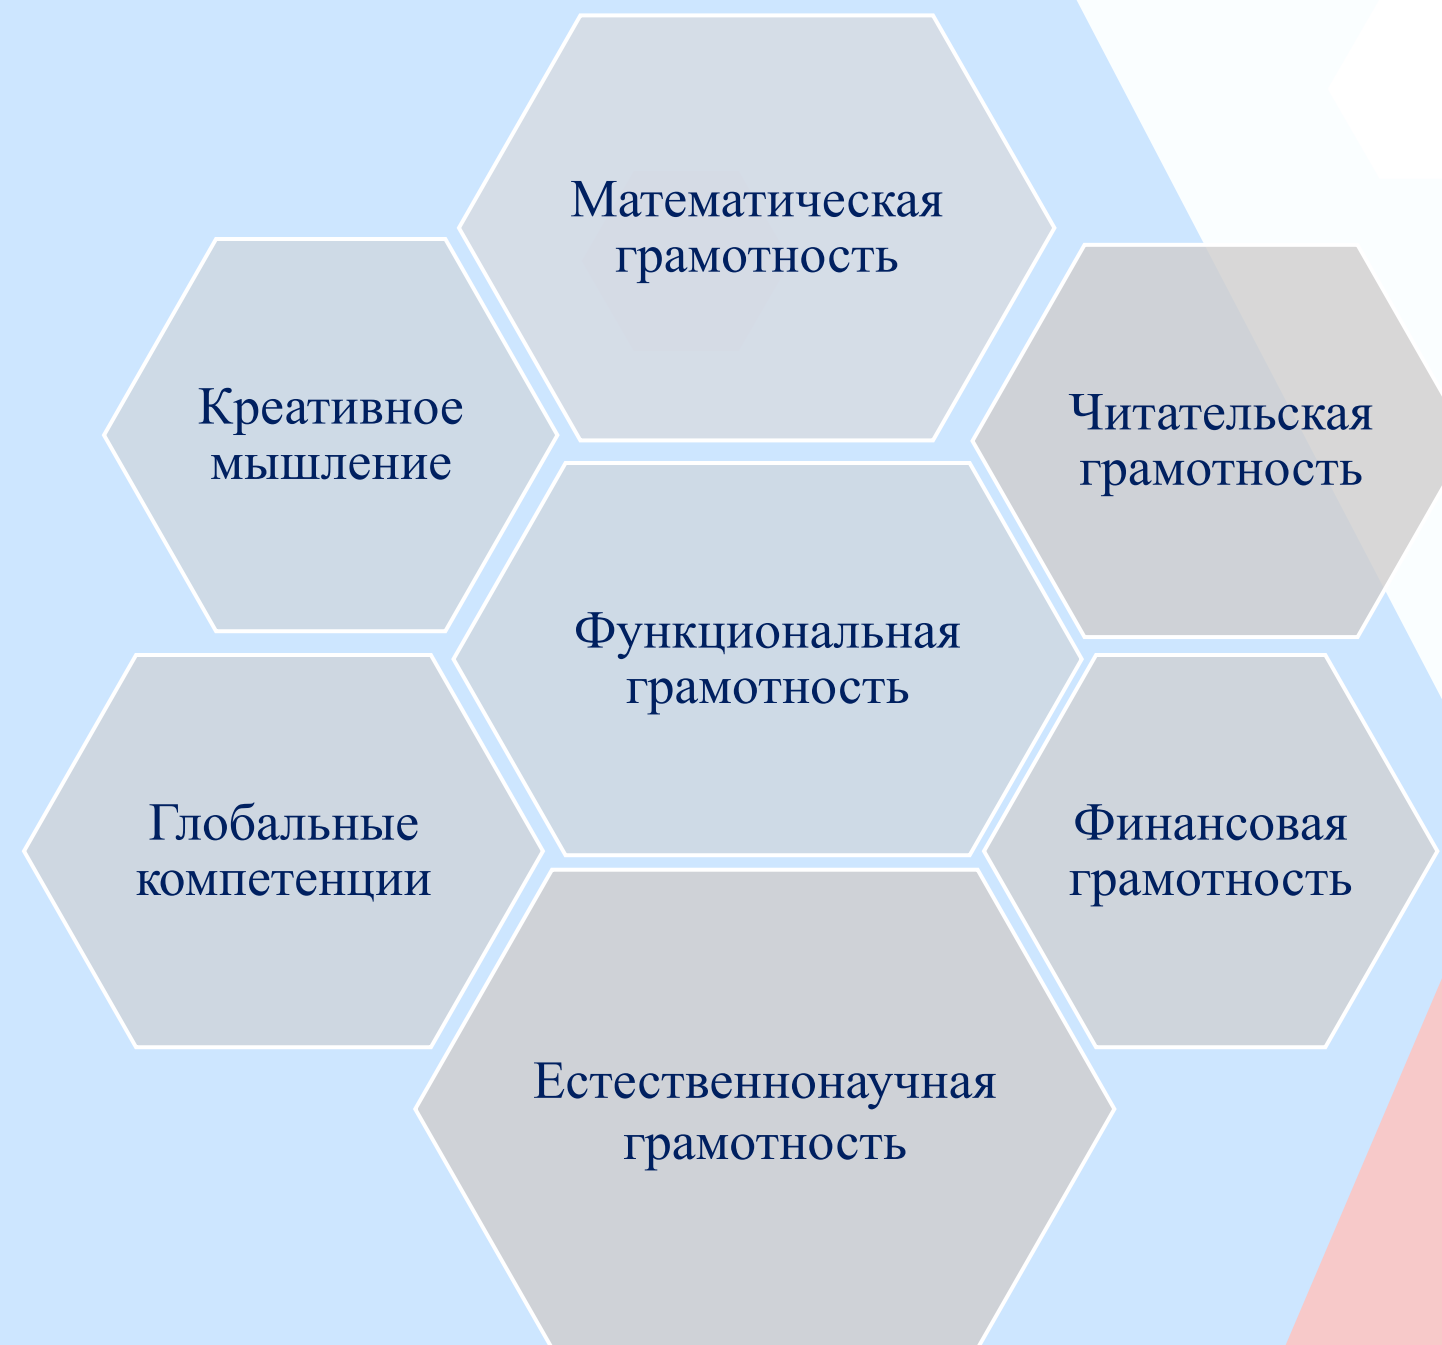 Математическая
грамотность
Креативное
мышление
Читательская
грамотность
Функциональная
грамотность
Глобальные
компетенции
Финансовая
грамотность
Естественнонаучная
грамотность